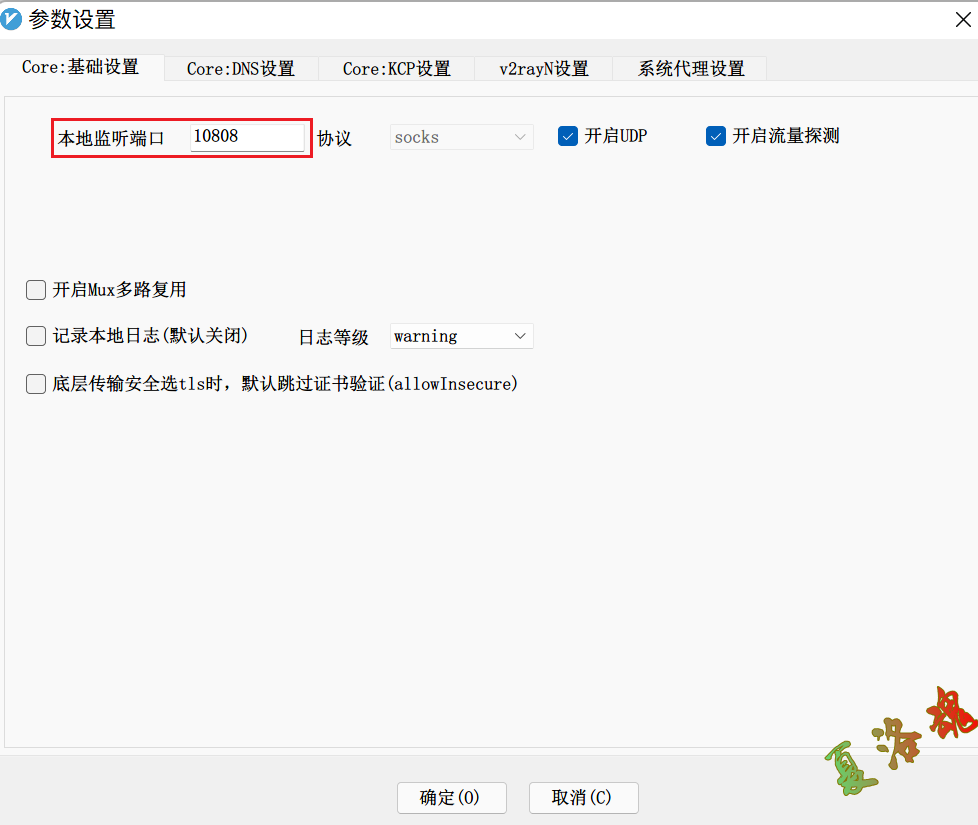 参数设置
Core:基础设置 Core:DNS设置 Core:KCP设置 v2rayN设置 系统代理设置
本地监听端口 10808 协议 socks 开启UDP 开启流量探测
开启Mux多路复用
记录本地日志(默认关闭) 日志等级 warning
底层传输安全选tls时，默认跳过证书验证(allowInsecure)
夏洛魂
确定(O) 取消(C)